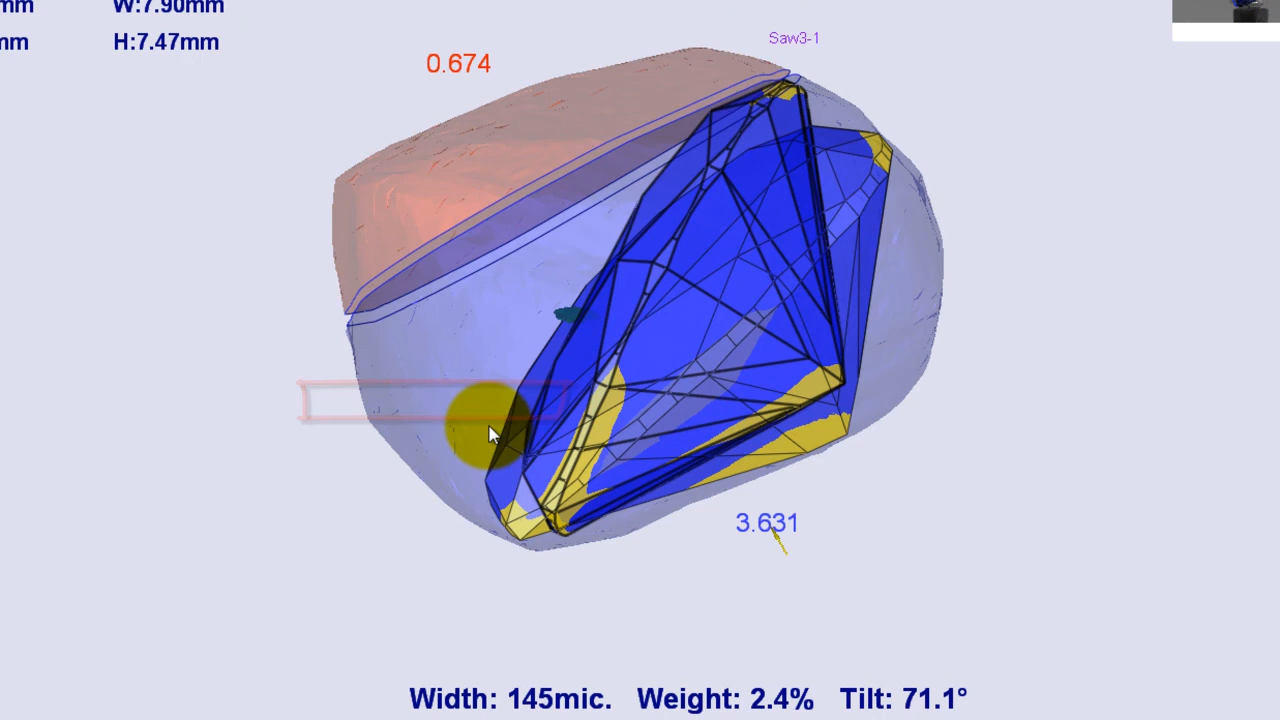 mm W:7.90mm
mm H:7.47mm
Saw3-1
0.674
3.631
Width: 145mic. Weight: 2.4% Tilt: 71.1°